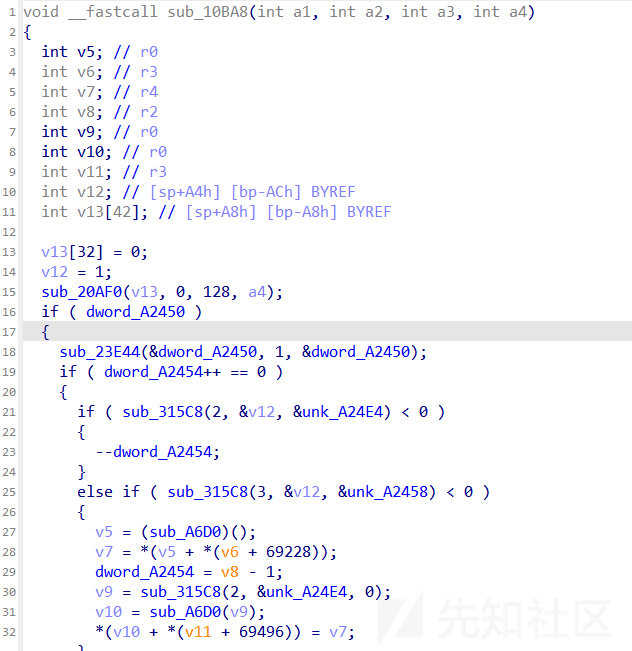 1 void __fastcall sub_10BA8(int a1, int a2, int a3, int a4)
2 {
3   int v5; // r0
4   int v6; // r3
5   int v7; // r4
6   int v8; // r2
7   int v9; // r0
8   int v10; // r0
9   int v11; // r3
10   int v12; // [sp+A4h] [bp-ACh] BYREF
11   int v13[42]; // [sp+A8h] [bp-A8h] BYREF
12
13   v13[32] = 0;
14   v12 = 1;
15   sub_20AF0(v13, 0, 128, a4);
16   if ( dword_A2450 )
17   {
18     sub_23E44(&dword_A2450, 1, &dword_A2450);
19     if ( dword_A2454++ == 0 )
20     {
21       if ( sub_315C8(2, &v12, &unk_A24E4) < 0 )
22       {
23         --dword_A2454;
24       }
25       else if ( sub_315C8(3, &v12, &unk_A2458) < 0 )
26       {
27         v5 = (sub_A6D0)();
28         v7 = *(v5 + *(v6 + 69228));
29         dword_A2454 = v8 - 1;
30         v9 = sub_315C8(2, &unk_A24E4, 0);
31         v10 = sub_A6D0(v9);
32         *(v10 + *(v11 + 69496)) = v7;
先知社区